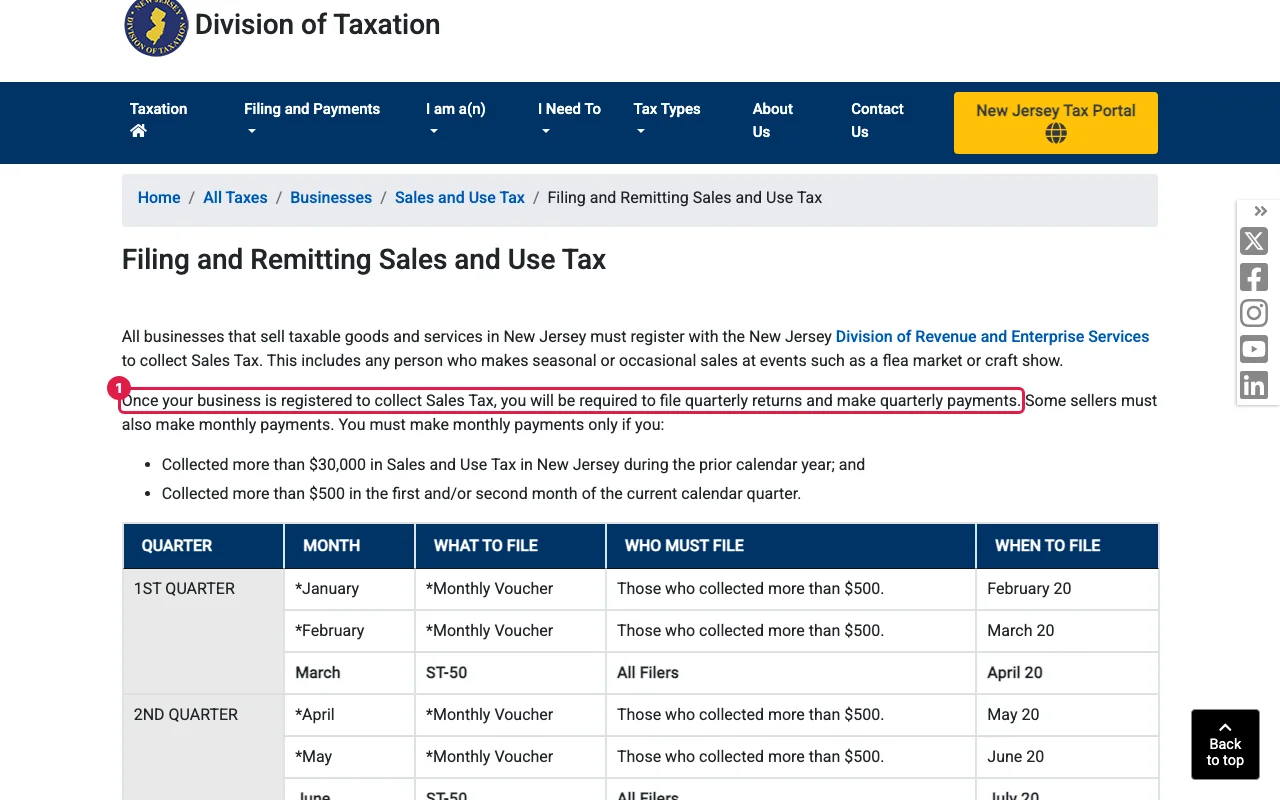 NEW JERSEY
DIVISION OF TAXATION
Division of Taxation
Taxation
Filing and Payments
I am a(n)
I Need To
Tax Types
About
Us
Contact
Us
New Jersey Tax Portal
Home / All Taxes / Businesses / Sales and Use Tax / Filing and Remitting Sales and Use Tax
Filing and Remitting Sales and Use Tax
All businesses that sell taxable goods and services in New Jersey must register with the New Jersey Division of Revenue and Enterprise Services
to collect Sales Tax. This includes any person who makes seasonal or occasional sales at events such as a flea market or craft show.
1
Once your business is registered to collect Sales Tax, you will be required to file quarterly returns and make quarterly payments. Some sellers must
also make monthly payments. You must make monthly payments only if you:
• Collected more than $30,000 in Sales and Use Tax in New Jersey during the prior calendar year; and
• Collected more than $500 in the first and/or second month of the current calendar quarter.
QUARTER MONTH WHAT TO FILE WHO MUST FILE WHEN TO FILE
1ST QUARTER *January *Monthly Voucher Those who collected more than $500. February 20
*February *Monthly Voucher Those who collected more than $500. March 20
March ST-50 All Filers April 20
2ND QUARTER *April *Monthly Voucher Those who collected more than $500. May 20
*May *Monthly Voucher Those who collected more than $500. June 20
June ST-50 All Filers July 20
Back
to top